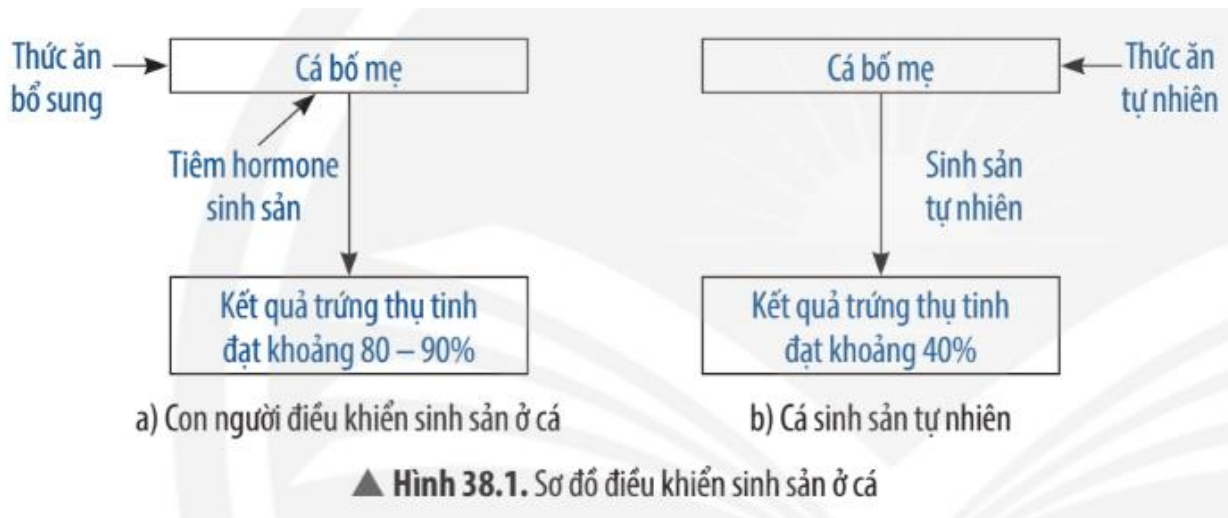 Thức ăn
bổ sung
Cá bố mẹ
Tiêm hormone
sinh sản
Kết quả trứng thụ tinh
đạt khoảng 80 – 90%
a) Con người điều khiển sinh sản ở cá
Cá bố mẹ
Thức ăn
tự nhiên
Sinh sản
tự nhiên
Kết quả trứng thụ tinh
đạt khoảng 40%
b) Cá sinh sản tự nhiên
▲ Hình 38.1. Sơ đồ điều khiển sinh sản ở cá